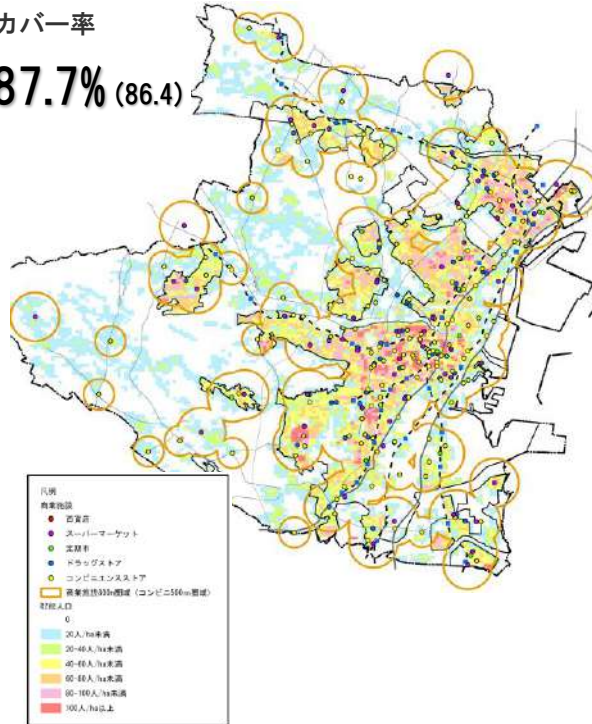 カバー率
87.7% (86.4)
凡例
商業施設
百貨店
スーパーマーケット
定期市
ドラッグストア
コンビニエンスストア
商業施設800m圏域（コンビニ500m圏域）
0
20人/ha未満
20-40人/ha未満
40-60人/ha未満
60-80人/ha未満
80-100人/ha未満
100人/ha以上